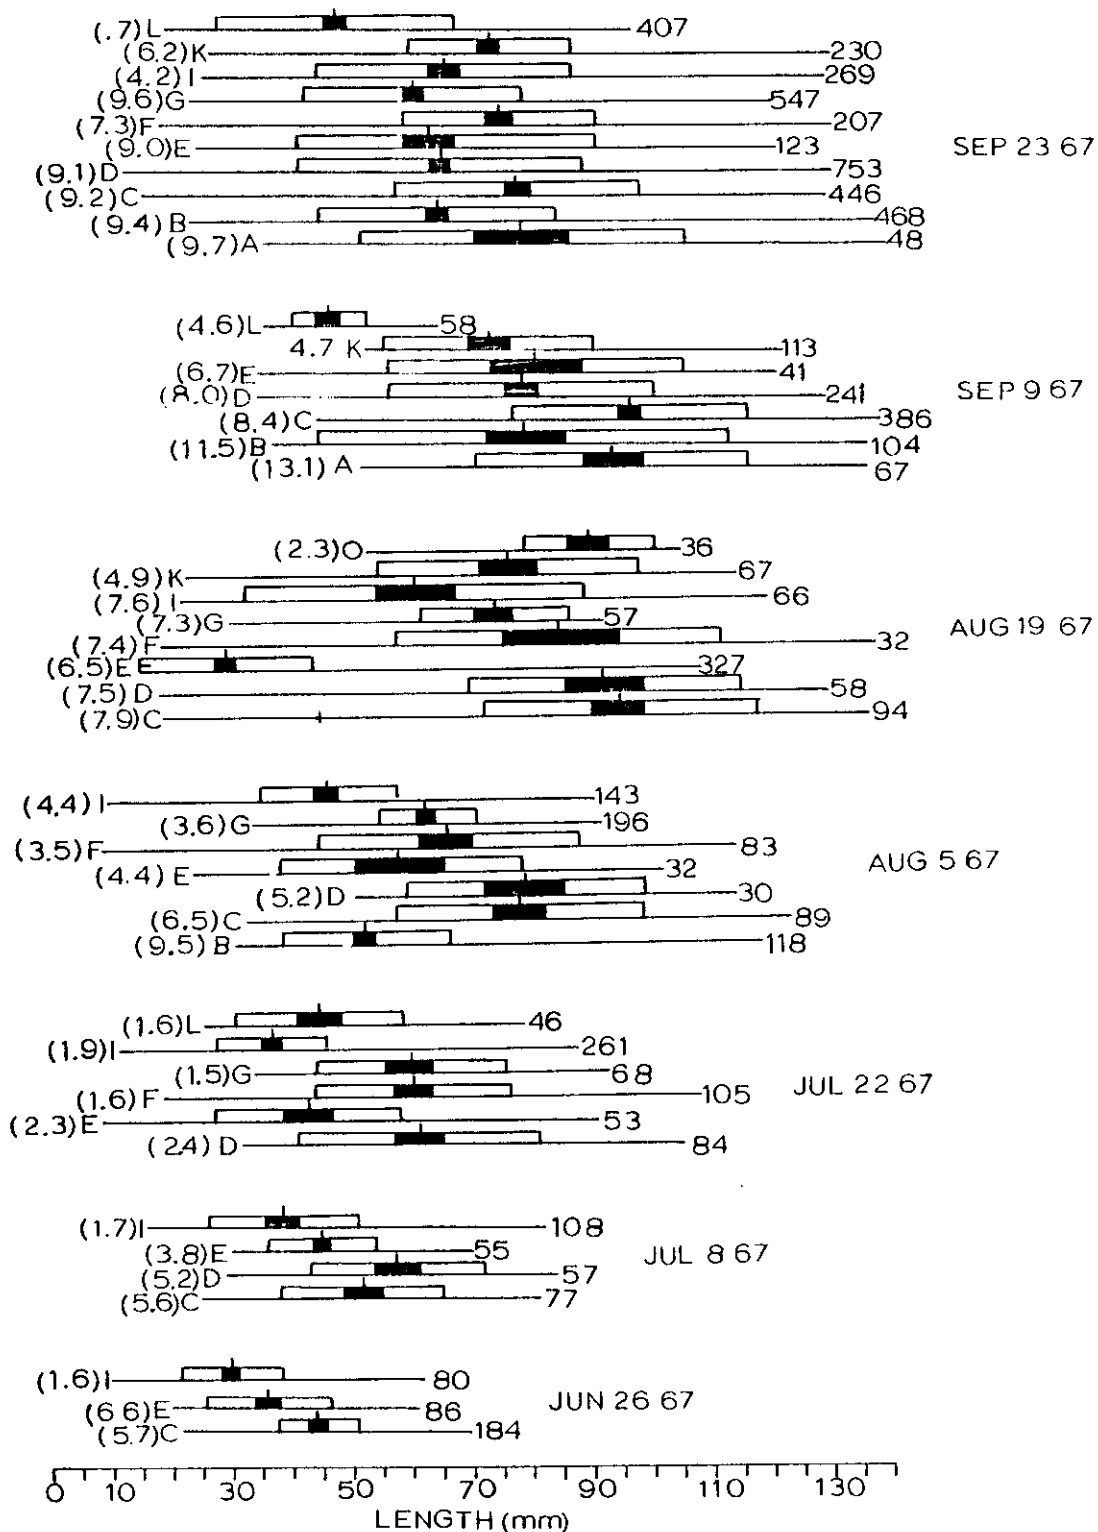 (.7)L 407
(6.2)K 230
(4.2)I 269
(9.6)G 547
(7.3)F 207
(9.0)E 123
(9.1)D 753
(9.2)C 446
(9.4)B 468
(9.7)A 48
SEP 23 67
(4.6)L 58
4.7 K 113
(6.7)E 41
(8.0)D 241
(8.4)C 386
(11.5)B 104
(13.1)A 67
SEP 9 67
(2.3)O 36
(4.9)K 67
(7.6)I 66
(7.3)G 57
(7.4)F 32
(6.5)E 327
(7.5)D 58
(7.9)C 94
AUG 19 67
(4.4)I 143
(3.6)G 196
(3.5)F 83
(4.4)E 32
(5.2)D 30
(6.5)C 89
(9.5)B 118
AUG 5 67
(1.6)L 46
(1.9)I 261
(1.5)G 68
(1.6)F 105
(2.3)E 53
(2.4)D 84
JUL 22 67
(1.7)I 108
(3.8)E 55
(5.2)D 57
(5.6)C 77
JUL 8 67
(1.6)I 80
(6 6)E 86
(5.7)C 184
JUN 26 67
0 10 30 50 70 90 110 130
LENGTH (mm)